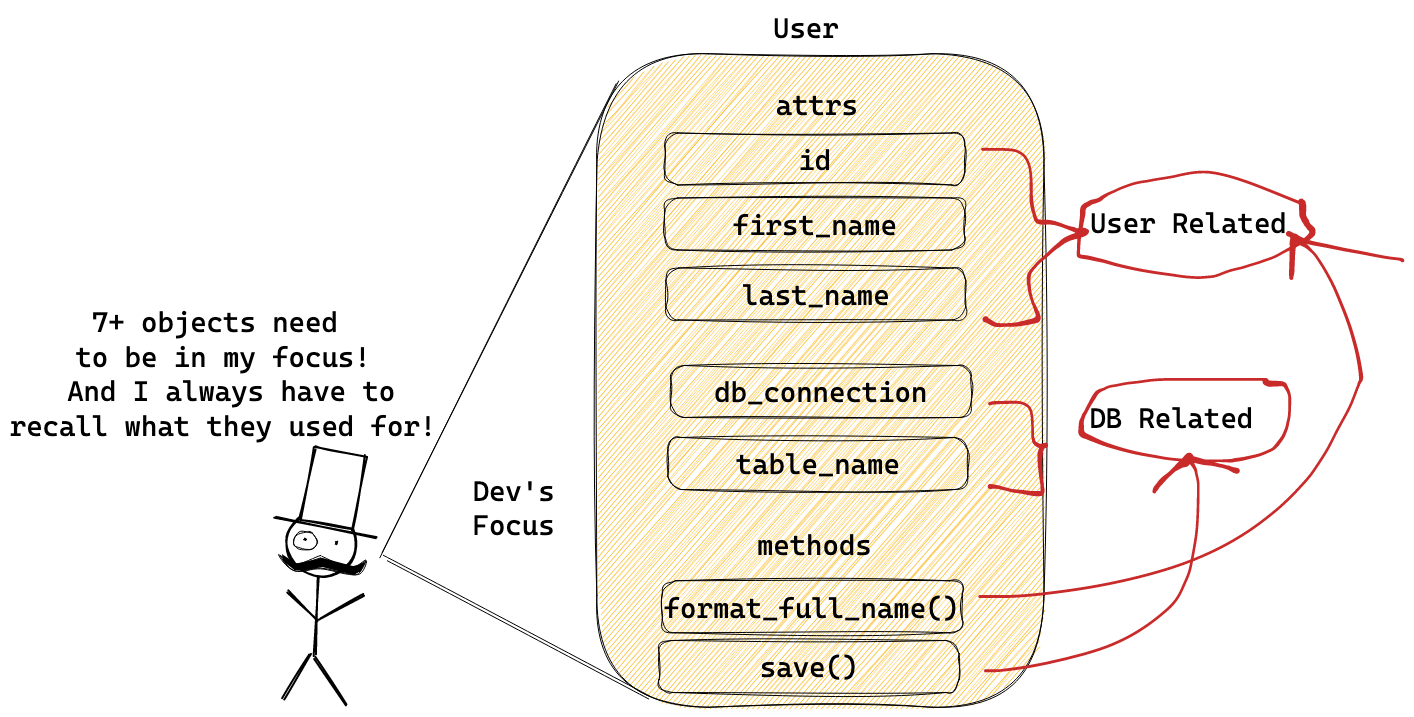 User
attrs
id
first_name
last_name
db_connection
table_name
methods
format_full_name()
save()
User Related
DB Related
7+ objects need
to be in my focus!
And I always have to
recall what they used for!
Dev's
Focus